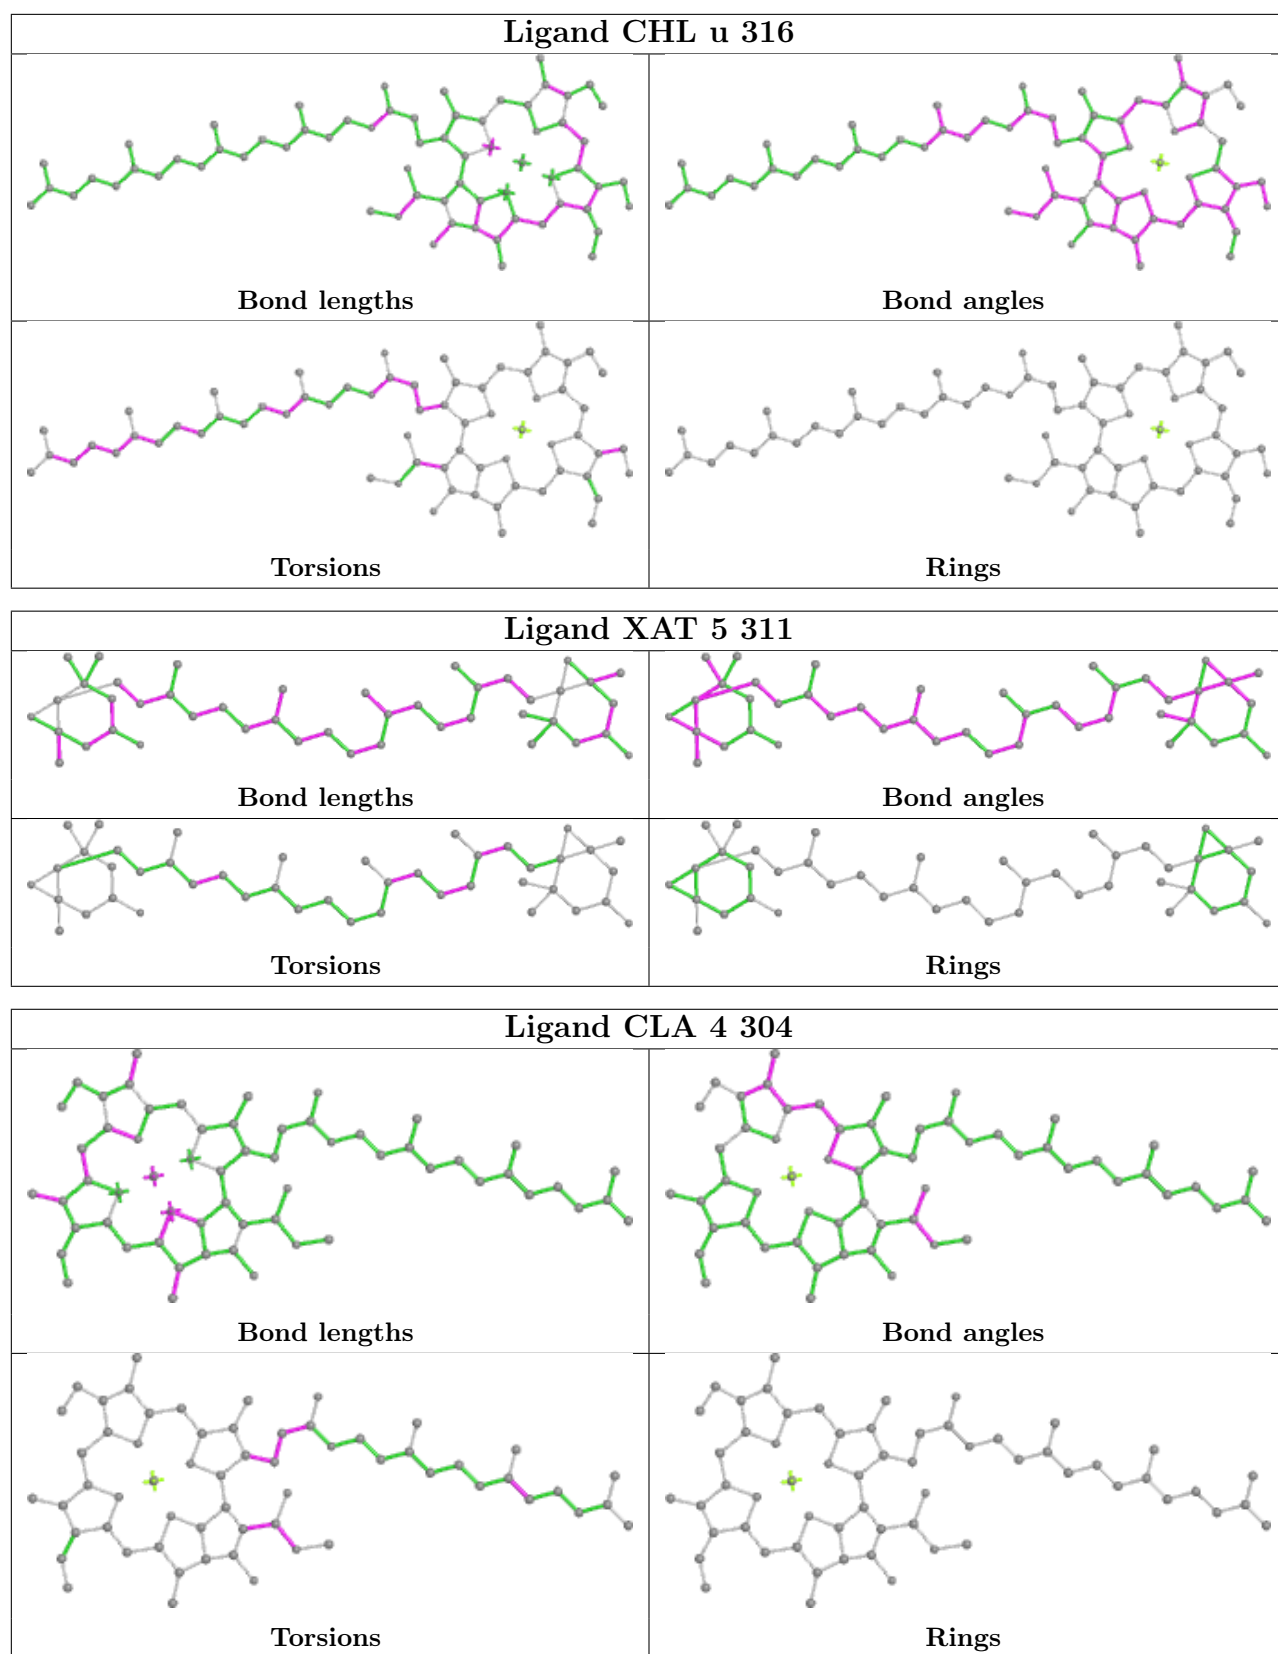 Ligand CHL u 316
Bond lengths
Bond angles
Torsions
Rings
Ligand XAT 5 311
Bond lengths
Bond angles
Torsions
Rings
Ligand CLA 4 304
Bond lengths
Bond angles
Torsions
Rings